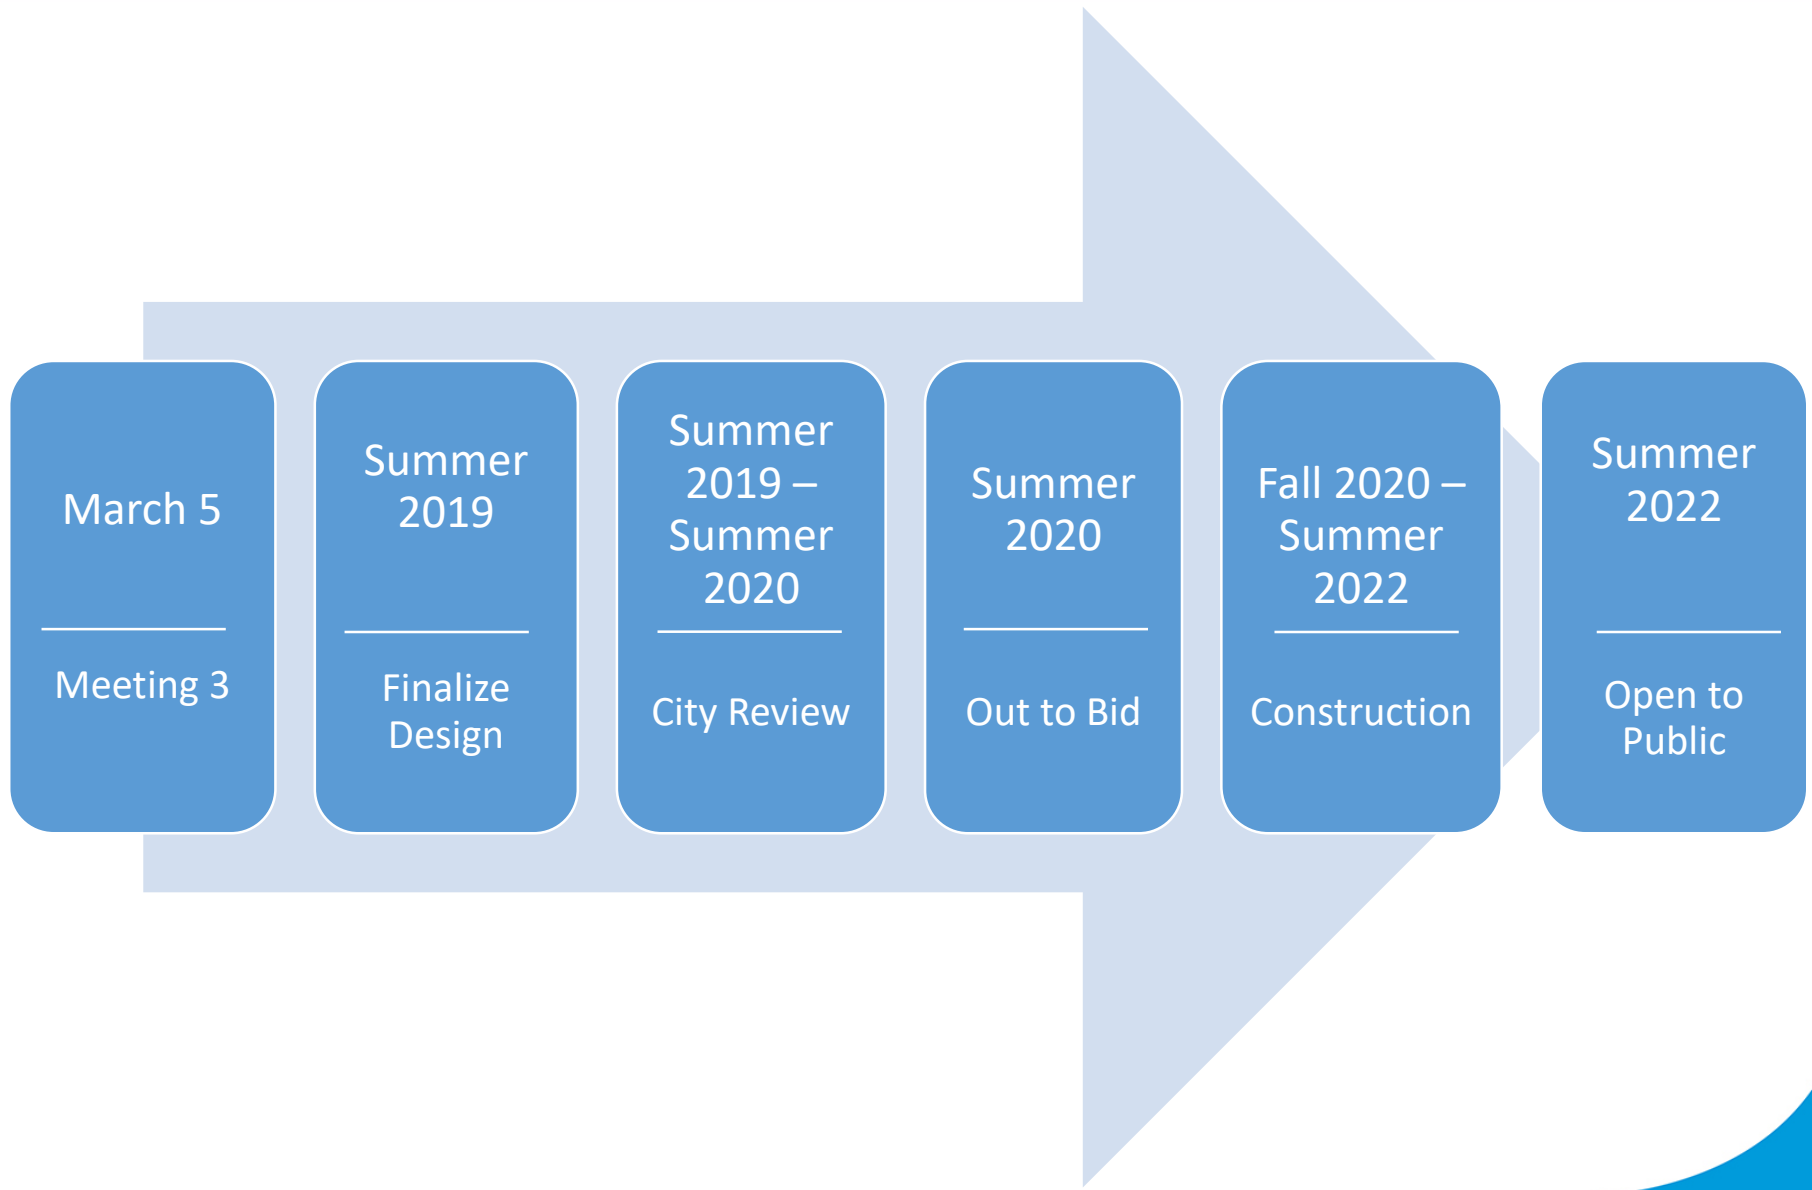 March 5
Meeting 3
Summer
2019
Finalize
Design
Summer
2019 –
Summer
2020
City Review
Summer
2020
Out to Bid
Fall 2020 –
Summer
2022
Construction
Summer
2022
Open to
Public